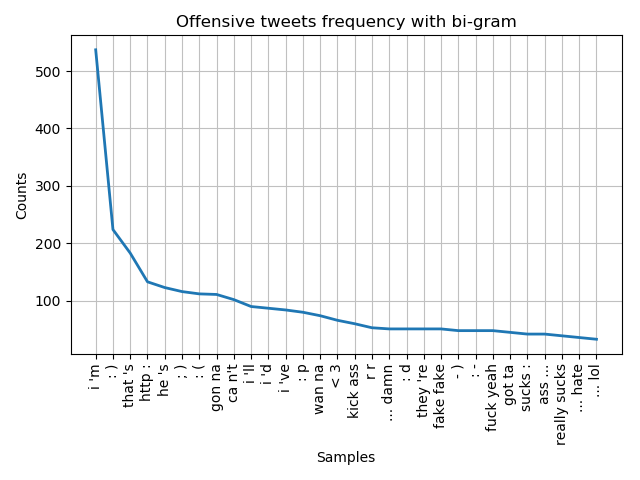 Offensive tweets frequency with bi-gram
Counts
500
400
300
200
100
i 'm
: )
that 's
http :
he 's
; )
: (
gon na
ca n't
i 'll
i 'd
i 've
: p
wan na
< 3
kick ass
r r
... damn
: d
they 're
fake fake
- )
: -
fuck yeah
got ta
sucks :
ass ...
really sucks
... hate
... lol
Samples